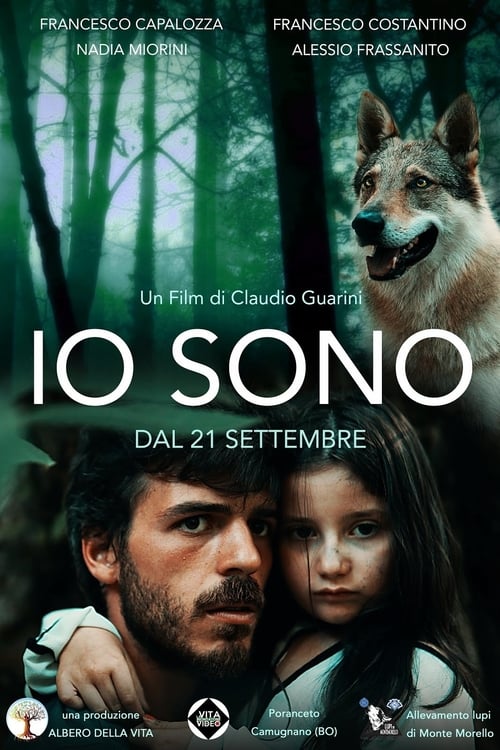 FRANCESCO CAPALOZZA
NADIA MIORINI
FRANCESCO COSTANTINO
ALESSIO FRASSANITO
Un Film di Claudio Guarini
IO SONO
DAL 21 SETTEMBRE
una produzione
ALBERO DELLA VITA
VITA
VIDEO
Poranceto
Camugnano (BO)
Allevamento lupi
di Monte Morello